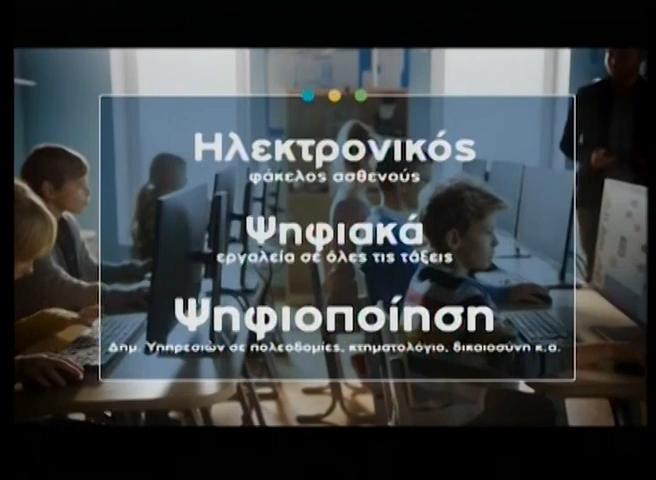 Ηλεκτρονικός
φάκελος ασθενούς
Ψηφιακά
εργαλεία σε όλες τις τάξεις
Ψηφιοποίηση
Δημ. Υπηρεσιών σε πολεοδομίες, κτηματολόγιο, δικαιοσύνη κ.α.